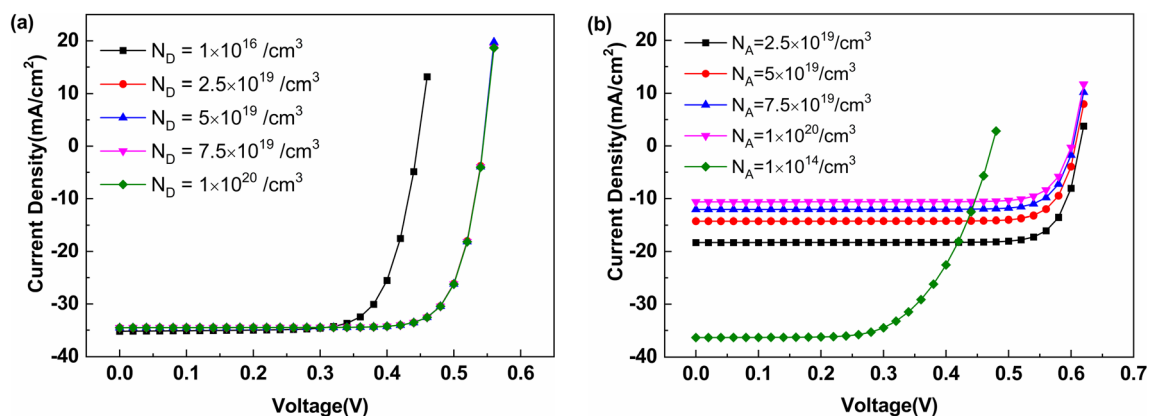 (a)
N_D = 1×10^16 /cm^3
N_D = 2.5×10^19 /cm^3
N_D = 5×10^19 /cm^3
N_D = 7.5×10^19 /cm^3
N_D = 1×10^20 /cm^3
Current Density(mA/cm^2)
20
10
0
-10
-20
-30
-40
0.0 0.1 0.2 0.3 0.4 0.5 0.6
Voltage(V)
(b)
N_A=2.5×10^19/cm^3
N_A=5×10^19/cm^3
N_A=7.5×10^19/cm^3
N_A=1×10^20/cm^3
N_A=1×10^14/cm^3
Current Density(mA/cm^2)
20
10
0
-10
-20
-30
-40
0.0 0.1 0.2 0.3 0.4 0.5 0.6 0.7
Voltage(V)